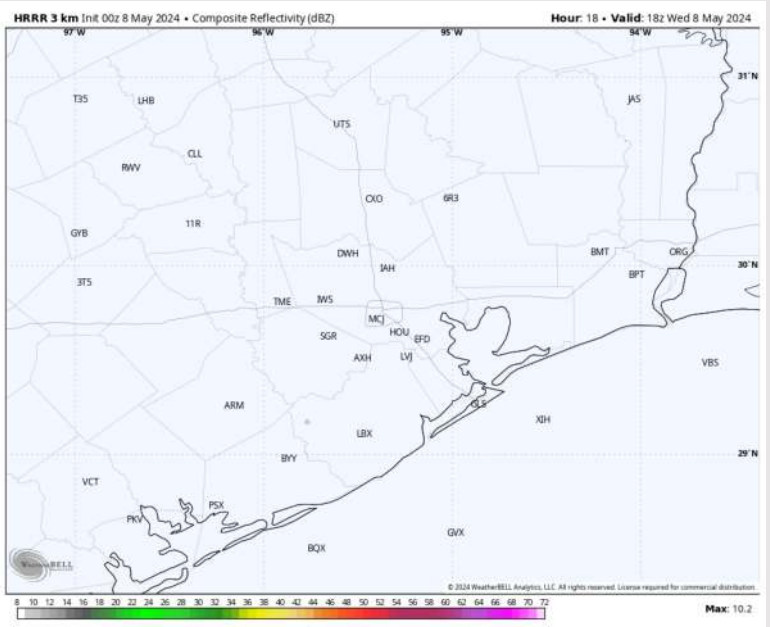 HRRR 3 km Init 00z 8 May 2024 • Composite Reflectivity (dBZ) Hour: 18 • Valid: 18z Wed 8 May 2024
97°W 96°W 95°W 94°W
31°N
T35 LHB JAS
UTS
CLL
RWV
CXO 6R3
11R
GYB
DWH BMT ORG
IAH 30°N
BPT
3T5
TME IWS
MCJ
HOU
SGR EFD
AXH LVJ VBS
ARM GLS
XIH
LBX
BYY 29°N
VCT
PSX
PKV
GVX
BQX
WEATHERBELL
© 2024 WeatherBELL Analytics, LLC. All rights reserved. License required for commercial distribution.
8 10 12 14 16 18 20 22 24 26 28 30 32 34 36 38 40 42 44 46 48 50 52 54 56 58 60 62 64 66 68 70 72 Max: 10.2